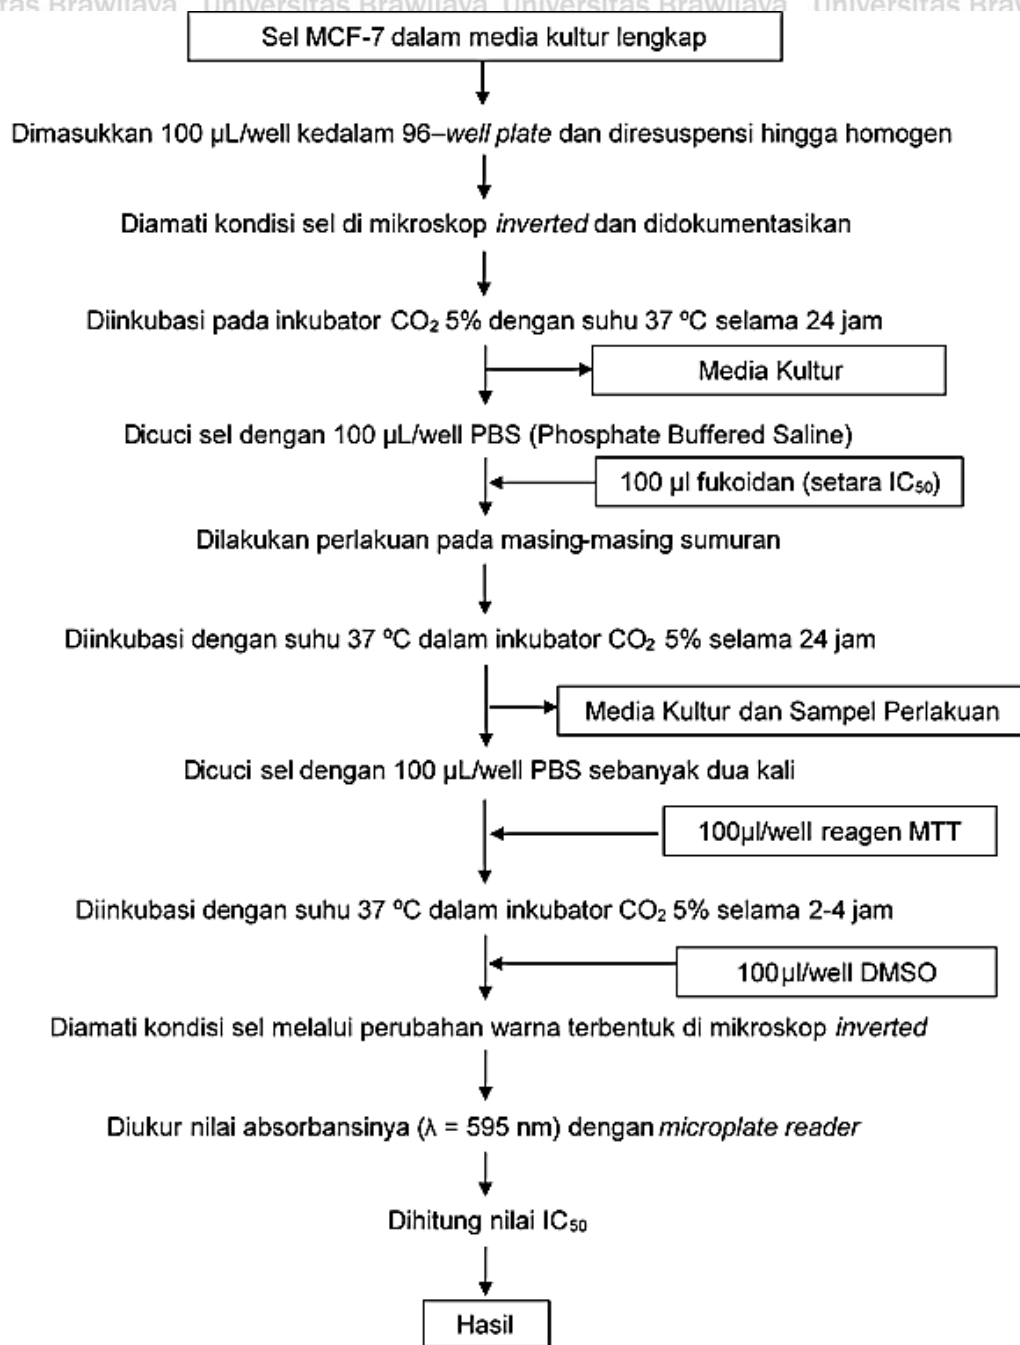 Universitas Brawijaya Universitas Brawijaya Universitas
Sel MCF-7 dalam media kultur lengkap
Dimasukkan 100 µL/well kedalam 96–well plate dan diresuspensi hingga homogen
Diamati kondisi sel di mikroskop inverted dan didokumentasikan
Diinkubasi pada inkubator CO₂ 5% dengan suhu 37 ºC selama 24 jam
Media Kultur
Dicuci sel dengan 100 µL/well PBS (Phosphate Buffered Saline)
100 µl fukoidan (setara IC₅₀)
Dilakukan perlakuan pada masing-masing sumuran
Diinkubasi dengan suhu 37 ºC dalam inkubator CO₂ 5% selama 24 jam
Media Kultur dan Sampel Perlakuan
Dicuci sel dengan 100 µL/well PBS sebanyak dua kali
100µl/well reagen MTT
Diinkubasi dengan suhu 37 ºC dalam inkubator CO₂ 5% selama 2-4 jam
100µl/well DMSO
Diamati kondisi sel melalui perubahan warna terbentuk di mikroskop inverted
Diukur nilai absorbansinya (λ = 595 nm) dengan microplate reader
Dihitung nilai IC₅₀
Hasil